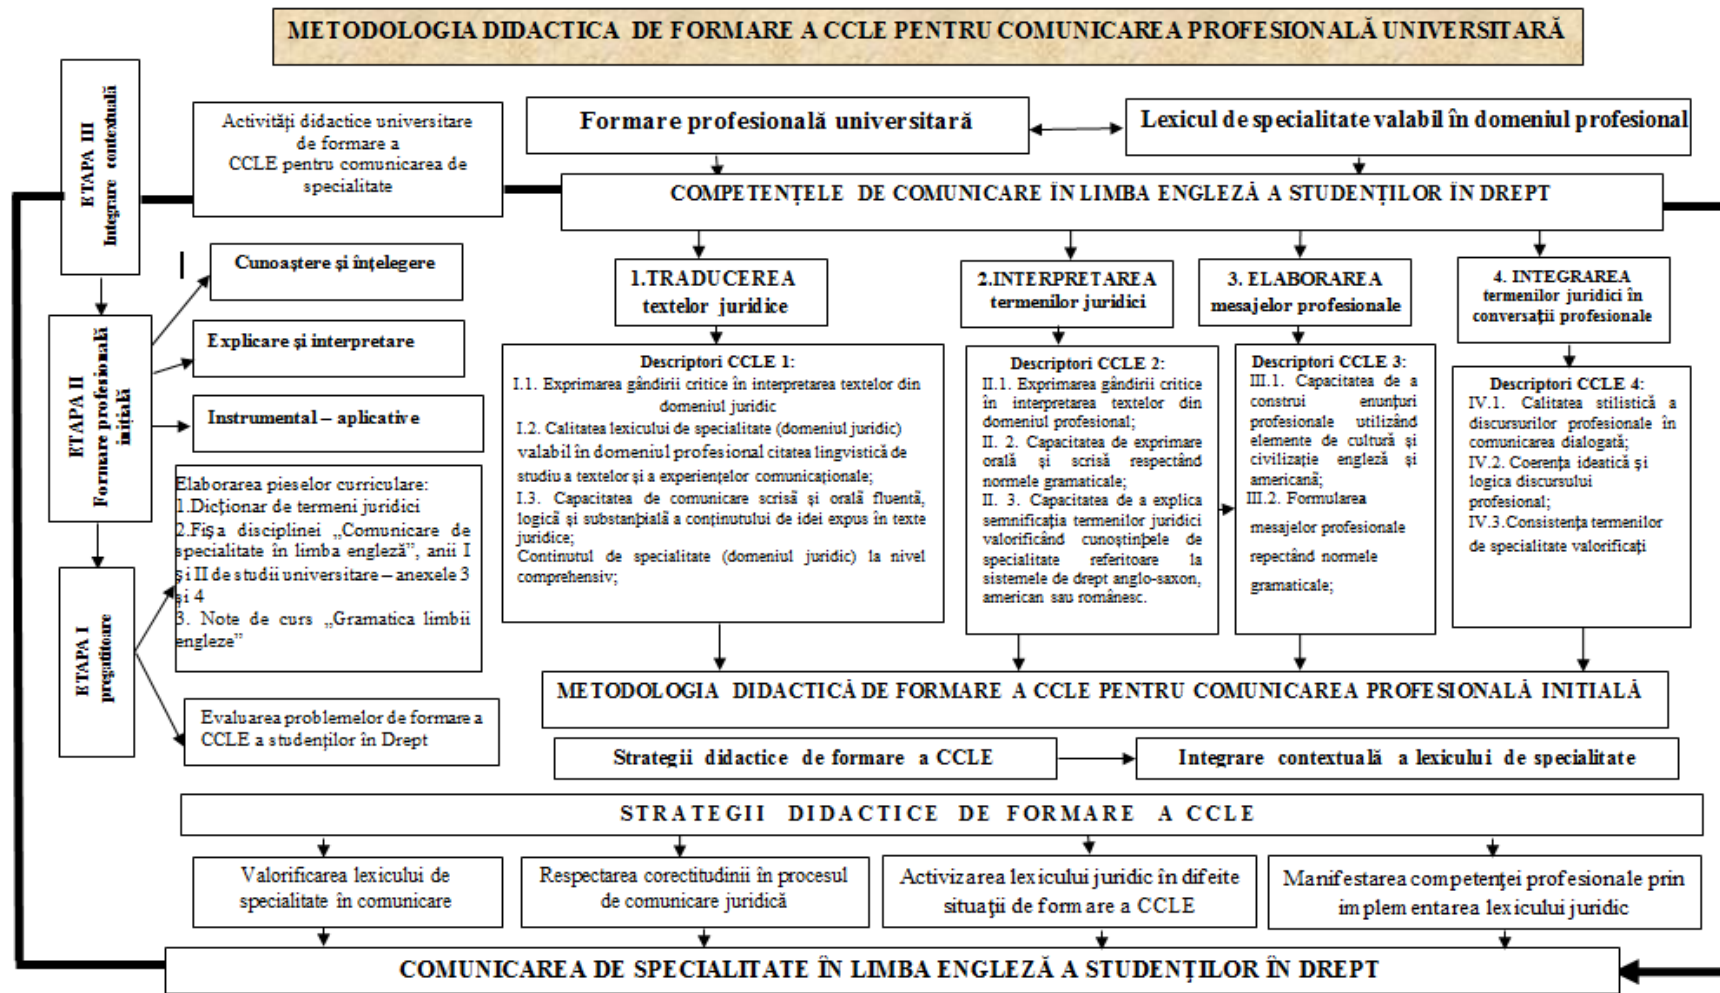 METODOLOGIA DIDACTICA DE FORMARE A CCLE PENTRU COMUNICAREA PROFESIONALĂ UNIVERSITARĂ
ETAPA III
Integrare contextuală
Activități didactice universitare
de formare a
CCLE pentru comunicarea de
specialitate
Formare profesională universitară
Lexicul de specialitate valabil în domeniul profesional
COMPETENȚELE DE COMUNICARE ÎN LIMBA ENGLEZĂ A STUDENȚILOR ÎN DREPT
ETAPA II
Formare profesională
inițială
Cunoaștere și înțelegere
Explicare și interpretare
Instrumental – aplicative
ETAPA I
pregatitoare
Elaborarea pieselor curriculare:
1.Dicționar de termeni juridici
2.Fișa disciplinei „Comunicare de
specialitate în limba engleză”, anii I
și II de studii universitare – anexele 3
și 4
3. Note de curs „Gramatica limbii
engleze”
Evaluarea problemelor de formare a
CCLE a studenților în Drept
1.TRADUCEREA
textelor juridice
2.INTERPRETAREA
termenilor juridici
3. ELABORAREA
mesajelor profesionale
4. INTEGRAREA
termenilor juridici în
conversații profesionale
Descriptori CCLE 1:
I.1. Exprimarea gândirii critice în interpretarea textelor din
domeniul juridic
I.2. Calitatea lexicului de specialitate (domeniul juridic)
valabil în domeniul profesional citatea lingvistică de
studiu a textelor și a experiențelor comunicaționale;
I.3. Capacitatea de comunicare scrisã și oralã fluentã,
logicã și substanþialã a conținutului de idei expus în texte
juridice;
Continutul de specialitate (domeniul juridic) la nivel
comprehensiv;
Descriptori CCLE 2:
II.1. Exprimarea gândirii critice
în interpretarea textelor din
domeniul profesional;
II. 2. Capacitatea de exprimare
orală și scrisă respectând
normele gramaticale;
II. 3. Capacitatea de a explica
semnificația termenilor juridici
valorificând cunoștinþele de
specialitate referitoare la
sistemele de drept anglo-saxon,
american sau românesc.
Descriptori CCLE 3:
III.1. Capacitatea de a
construi enunțuri
profesionale utilizând
elemente de cultură și
civilizație engleză și
americană;
III.2. Formularea
mesajelor profesionale
repectând normele
gramaticale;
Descriptori CCLE 4:
IV.1. Calitatea stilistică a
discursurilor profesionale în
comunicarea dialogată;
IV.2. Coerența ideatică și
logica discursului
profesional;
IV.3.Consistența termenilor
de specialitate valorificați
METODOLOGIA DIDACTICĂ DE FORMARE A CCLE PENTRU COMUNICAREA PROFESIONALĂ INITIALĂ
Strategii didactice de formare a CCLE
Integrare contextuală a lexicului de specialitate
STRATEGII DIDACTICE DE FORMARE A CCLE
Valorificarea lexicului de
specialitate în comunicare
Respectarea corectitudinii în procesul
de comunicare juridică
Activizarea lexicului juridic în difeite
situații de formare a CCLE
Manifestarea competenței profesionale prin
implementarea lexicului juridic
COMUNICAREA DE SPECIALITATE ÎN LIMBA ENGLEZĂ A STUDENȚILOR ÎN DREPT